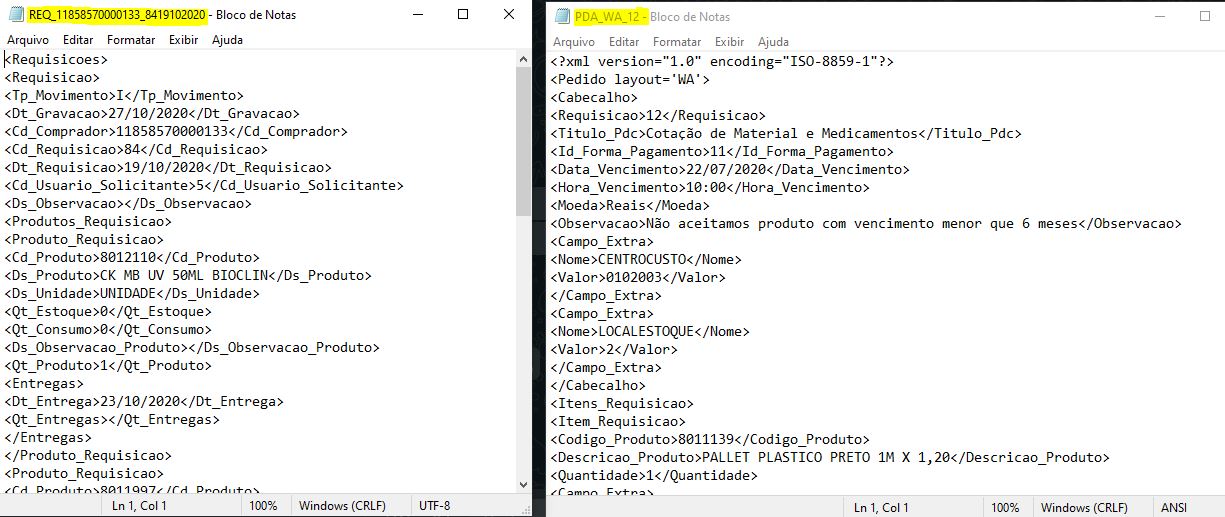 REQ_11858570000133_8419102020 - Bloco de Notas
Arquivo Editar Formatar Exibir Ajuda
<Requisicoes>
<Requisicao>
<Tp_Movimento>I</Tp_Movimento>
<Dt_Gravacao>27/10/2020</Dt_Gravacao>
<Cd_Comprador>11858570000133</Cd_Comprador>
<Cd_Requisicao>84</Cd_Requisicao>
<Dt_Requisicao>19/10/2020</Dt_Requisicao>
<Cd_Usuario_Solicitante>5</Cd_Usuario_Solicitante>
<Ds_Observacao></Ds_Observacao>
<Produtos_Requisicao>
<Produto_Requisicao>
<Cd_Produto>8012110</Cd_Produto>
<Ds_Produto>CK MB UV 50ML BIOCLIN</Ds_Produto>
<Ds_Unidade>UNIDADE</Ds_Unidade>
<Qt_Estoque>0</Qt_Estoque>
<Qt_Consumo>0</Qt_Consumo>
<Ds_Observacao_Produto></Ds_Observacao_Produto>
<Qt_Produto>1</Qt_Produto>
<Entregas>
<Dt_Entrega>23/10/2020</Dt_Entrega>
<Qt_Entregas></Qt_Entregas>
</Entregas>
</Produto_Requisicao>
<Produto_Requisicao>
<Cd_Produto>8011997</Cd_Produto>
Ln 1, Col 1 100% Windows (CRLF) UTF-8
PDA_WA_12 - Bloco de Notas
Arquivo Editar Formatar Exibir Ajuda
<?xml version="1.0" encoding="ISO-8859-1"?>
<Pedido layout='WA'>
<Cabecalho>
<Requisicao>12</Requisicao>
<Titulo_Pdc>Cotação de Material e Medicamentos</Titulo_Pdc>
<Id_Forma_Pagamento>11</Id_Forma_Pagamento>
<Data_Vencimento>22/07/2020</Data_Vencimento>
<Hora_Vencimento>10:00</Hora_Vencimento>
<Moeda>Reais</Moeda>
<Observacao>Não aceitamos produto com vencimento menor que 6 meses</Observacao>
<Campo_Extra>
<Nome>CENTROCUSTO</Nome>
<Valor>0102003</Valor>
</Campo_Extra>
<Campo_Extra>
<Nome>LOCALESTOQUE</Nome>
<Valor>2</Valor>
</Campo_Extra>
</Cabecalho>
<Itens_Requisicao>
<Item_Requisicao>
<Codigo_Produto>8011139</Codigo_Produto>
<Descricao_Produto>PALLET PLASTICO PRETO 1M X 1,20</Descricao_Produto>
<Quantidade>1</Quantidade>
<Campo_Extra>
Ln 1, Col 1 100% Windows (CRLF) ANSI